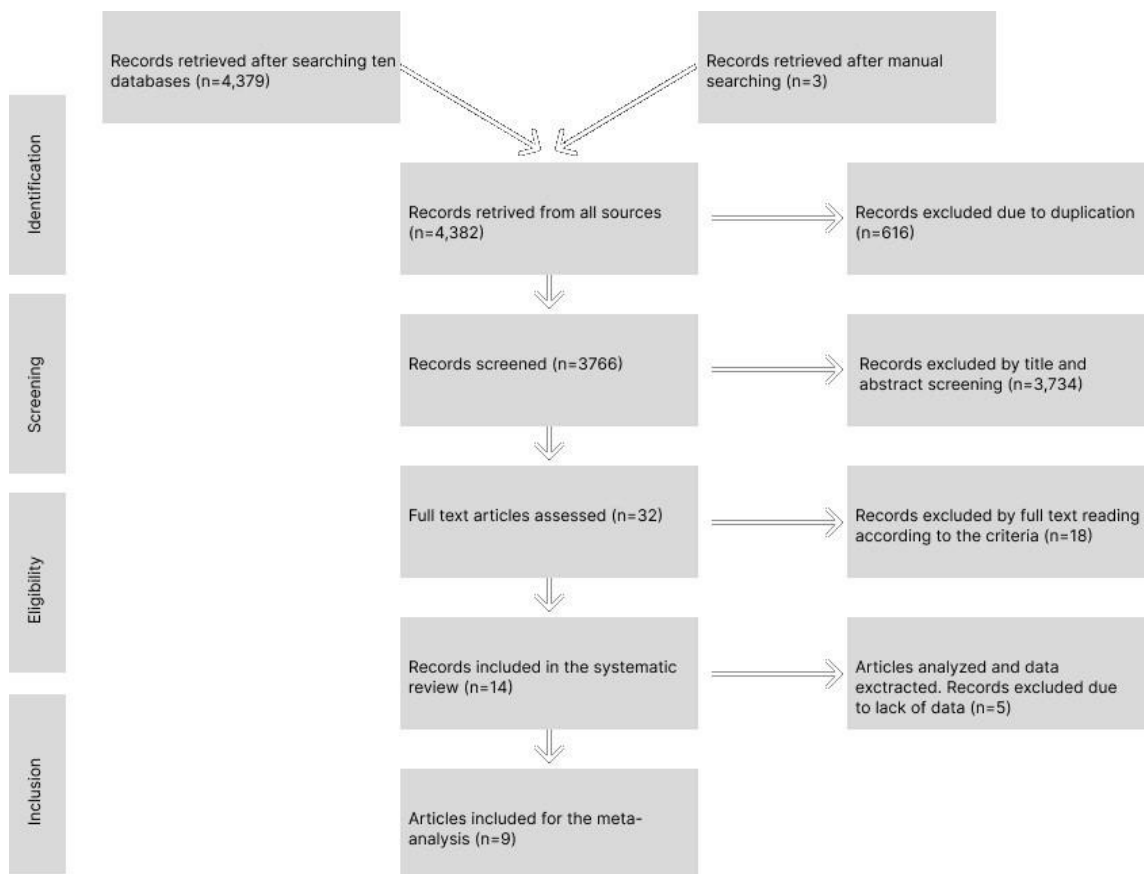 Records retrieved after searching ten
databases (n=4,379)
Records retrieved after manual
searching (n=3)
Identification
Records retrived from all sources
(n=4,382)
Records excluded due to duplication
(n=616)
Screening
Records screened (n=3766)
Records excluded by title and
abstract screening (n=3,734)
Eligibility
Full text articles assessed (n=32)
Records excluded by full text reading
according to the criteria (n=18)
Records included in the systematic
review (n=14)
Articles analyzed and data
exctracted. Records excluded due
to lack of data (n=5)
Inclusion
Articles included for the meta-
analysis (n=9)